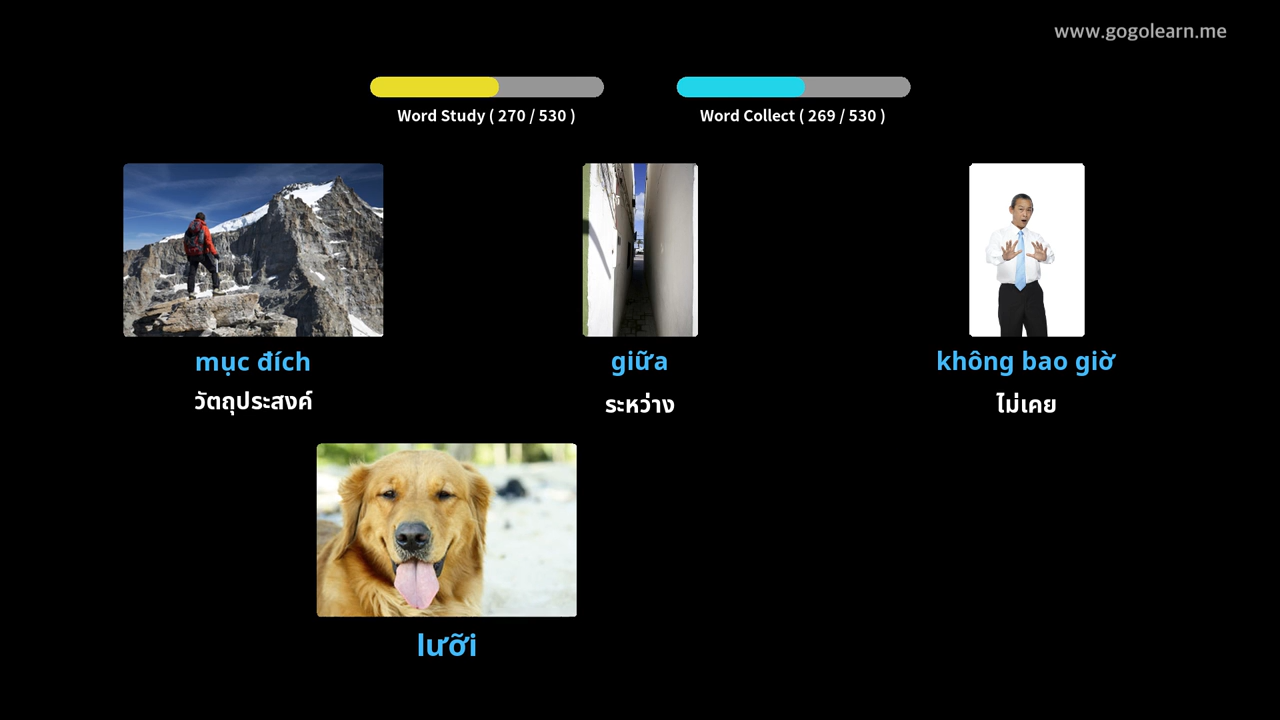 www.gogolearn.me
Word Study ( 270 / 530 )
Word Collect ( 269 / 530 )
mục đích
giữa
không bao giờ
วัตถุประสงค์
ระหว่าง
ไม่เคย
lưỡi